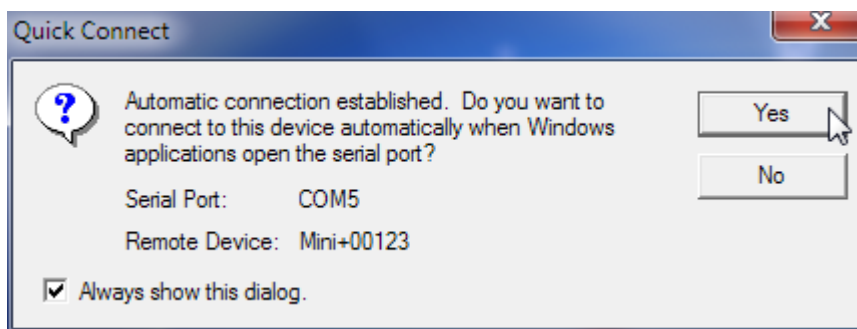 Quick Connect
Automatic connection established. Do you want to
connect to this device automatically when Windows
applications open the serial port?
Yes
No
Serial Port: COM5
Remote Device: Mini+00123
Always show this dialog.